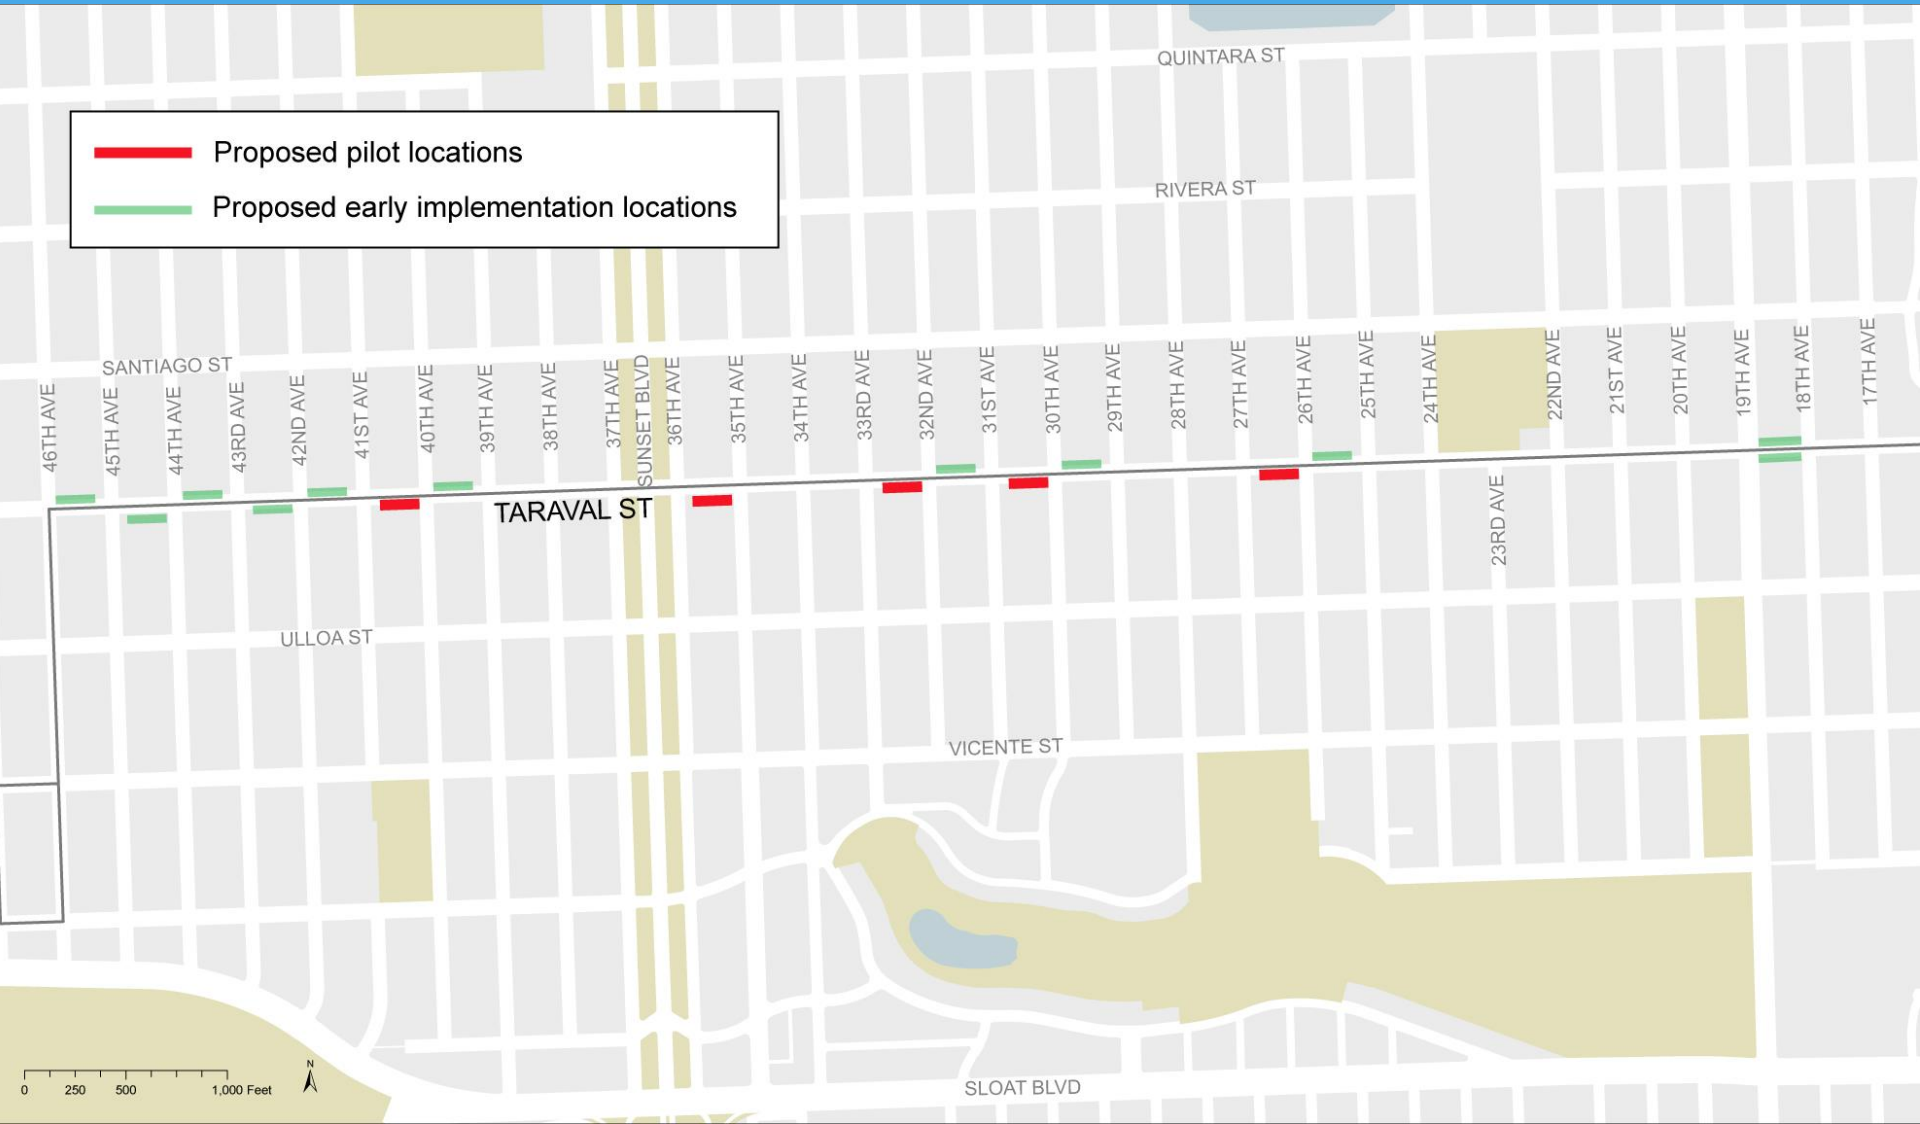 QUINTARA ST
Proposed pilot locations
Proposed early implementation locations
RIVERA ST
SANTIAGO ST
46TH AVE
45TH AVE
44TH AVE
43RD AVE
42ND AVE
41ST AVE
40TH AVE
39TH AVE
38TH AVE
37TH AVE
SUNSET BLVD
36TH AVE
35TH AVE
34TH AVE
33RD AVE
32ND AVE
31ST AVE
30TH AVE
29TH AVE
28TH AVE
27TH AVE
26TH AVE
25TH AVE
24TH AVE
23RD AVE
22ND AVE
21ST AVE
20TH AVE
19TH AVE
18TH AVE
17TH AVE
TARAVAL ST
ULLOA ST
VICENTE ST
SLOAT BLVD
N
0 250 500 1,000 Feet